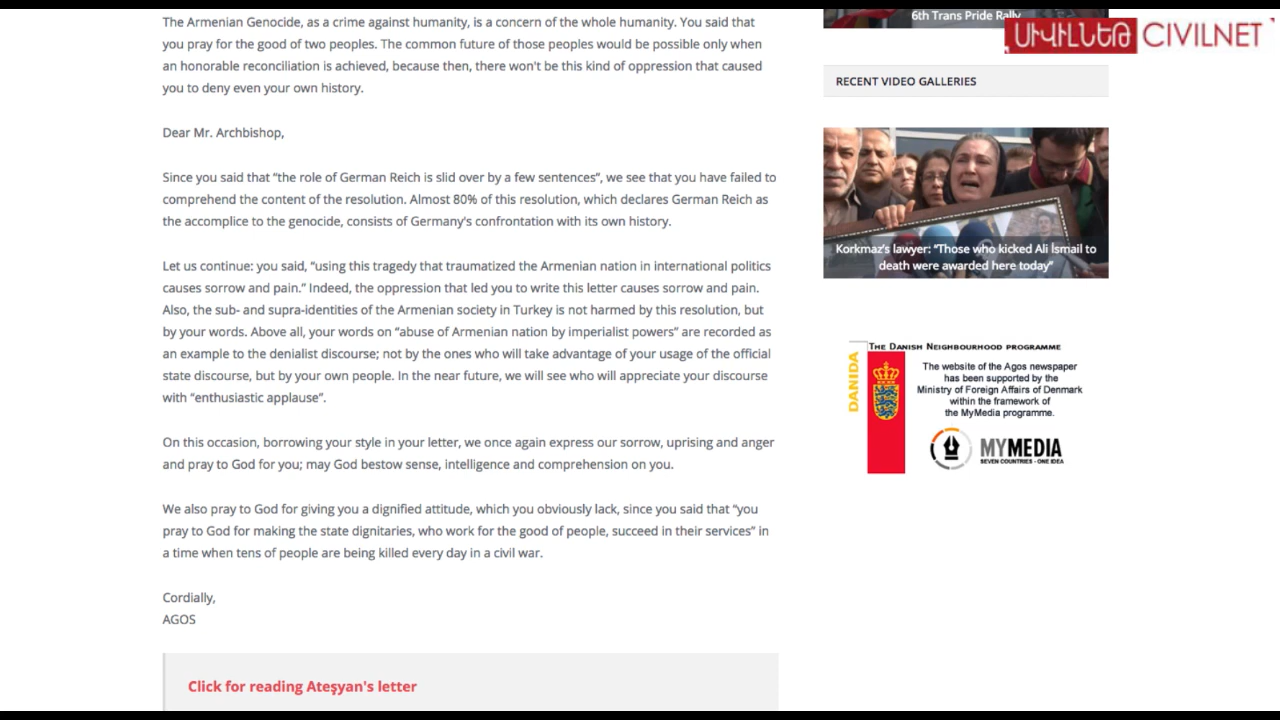 The Armenian Genocide, as a crime against humanity, is a concern of the whole humanity. You said that
you pray for the good of two peoples. The common future of those peoples would be possible only when
an honorable reconciliation is achieved, because then, there won't be this kind of oppression that caused
you to deny even your own history.
Dear Mr. Archbishop,
Since you said that “the role of German Reich is slid over by a few sentences”, we see that you have failed to
comprehend the content of the resolution. Almost 80% of this resolution, which declares German Reich as
the accomplice to the genocide, consists of Germany's confrontation with its own history.
Let us continue: you said, “using this tragedy that traumatized the Armenian nation in international politics
causes sorrow and pain.” Indeed, the oppression that led you to write this letter causes sorrow and pain.
Also, the sub- and supra-identities of the Armenian society in Turkey is not harmed by this resolution, but
by your words. Above all, your words on “abuse of Armenian nation by imperialist powers” are recorded as
an example to the denialist discourse; not by the ones who will take advantage of your usage of the official
state discourse, but by your own people. In the near future, we will see who will appreciate your discourse
with “enthusiastic applause”.
On this occasion, borrowing your style in your letter, we once again express our sorrow, uprising and anger
and pray to God for you; may God bestow sense, intelligence and comprehension on you.
We also pray to God for giving you a dignified attitude, which you obviously lack, since you said that “you
pray to God for making the state dignitaries, who work for the good of people, succeed in their services” in
a time when tens of people are being killed every day in a civil war.
Cordially,
AGOS
Click for reading Ateşyan's letter
6th Trans Pride Rally
ՍԻՎԻԼՆԵԹ CIVILNET
RECENT VIDEO GALLERIES
Korkmaz’s lawyer: “Those who kicked Ali İsmail to
death were awarded here today”
THE DANISH NEIGHBOURHOOD PROGRAMME
DANIDA
The website of the Agos newspaper
has been supported by the
Ministry of Foreign Affairs of Denmark
within the framework of
the MyMedia programme.
MYMEDIA
SEVEN COUNTRIES - ONE IDEA